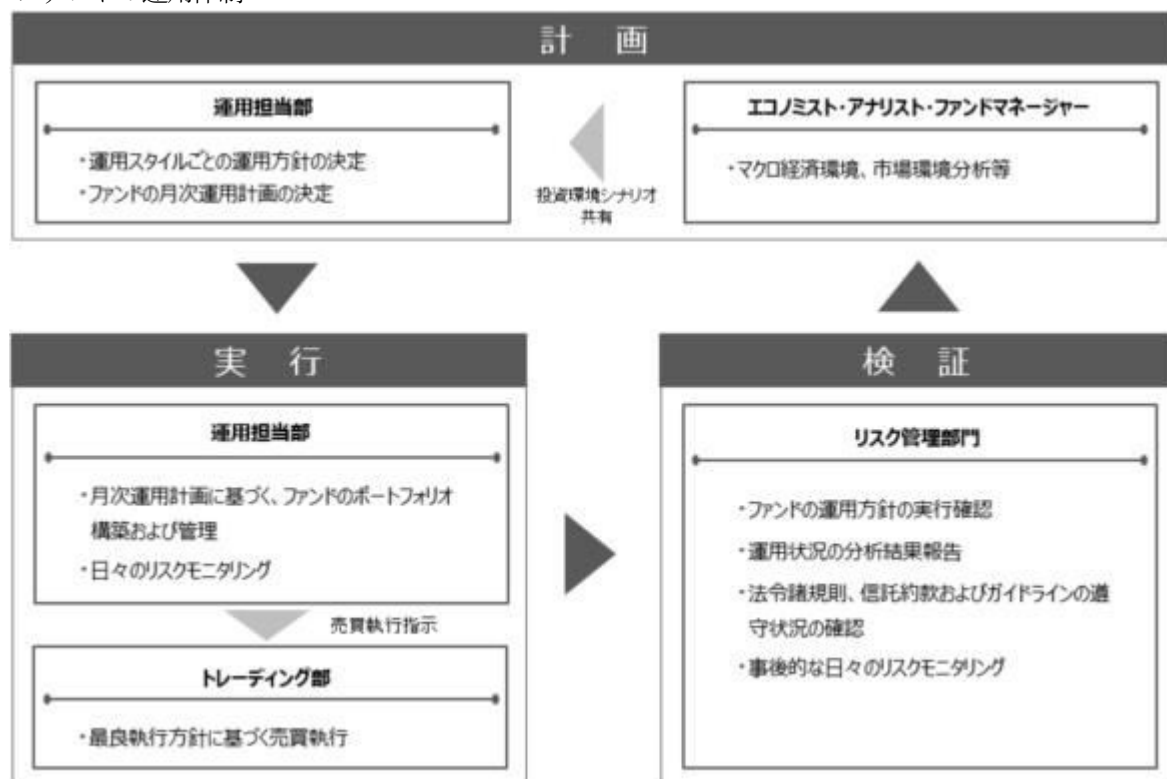 計 画
運用担当部
・運用スタイルごとの運用方針の決定
・ファンドの月次運用計画の決定
投資環境シナリオ
共有
エコノミスト・アナリスト・ファンドマネージャー
・マクロ経済環境、市場環境分析等
実 行
運用担当部
・月次運用計画に基づく、ファンドのポートフォリオ
構築および管理
・日々のリスクモニタリング
売買執行指示
トレーディング部
・最良執行方針に基づく売買執行
検 証
リスク管理部門
・ファンドの運用方針の実行確認
・運用状況の分析結果報告
・法令諸規則、信託約款およびガイドラインの遵
守状況の確認
・事後的な日々のリスクモニタリング